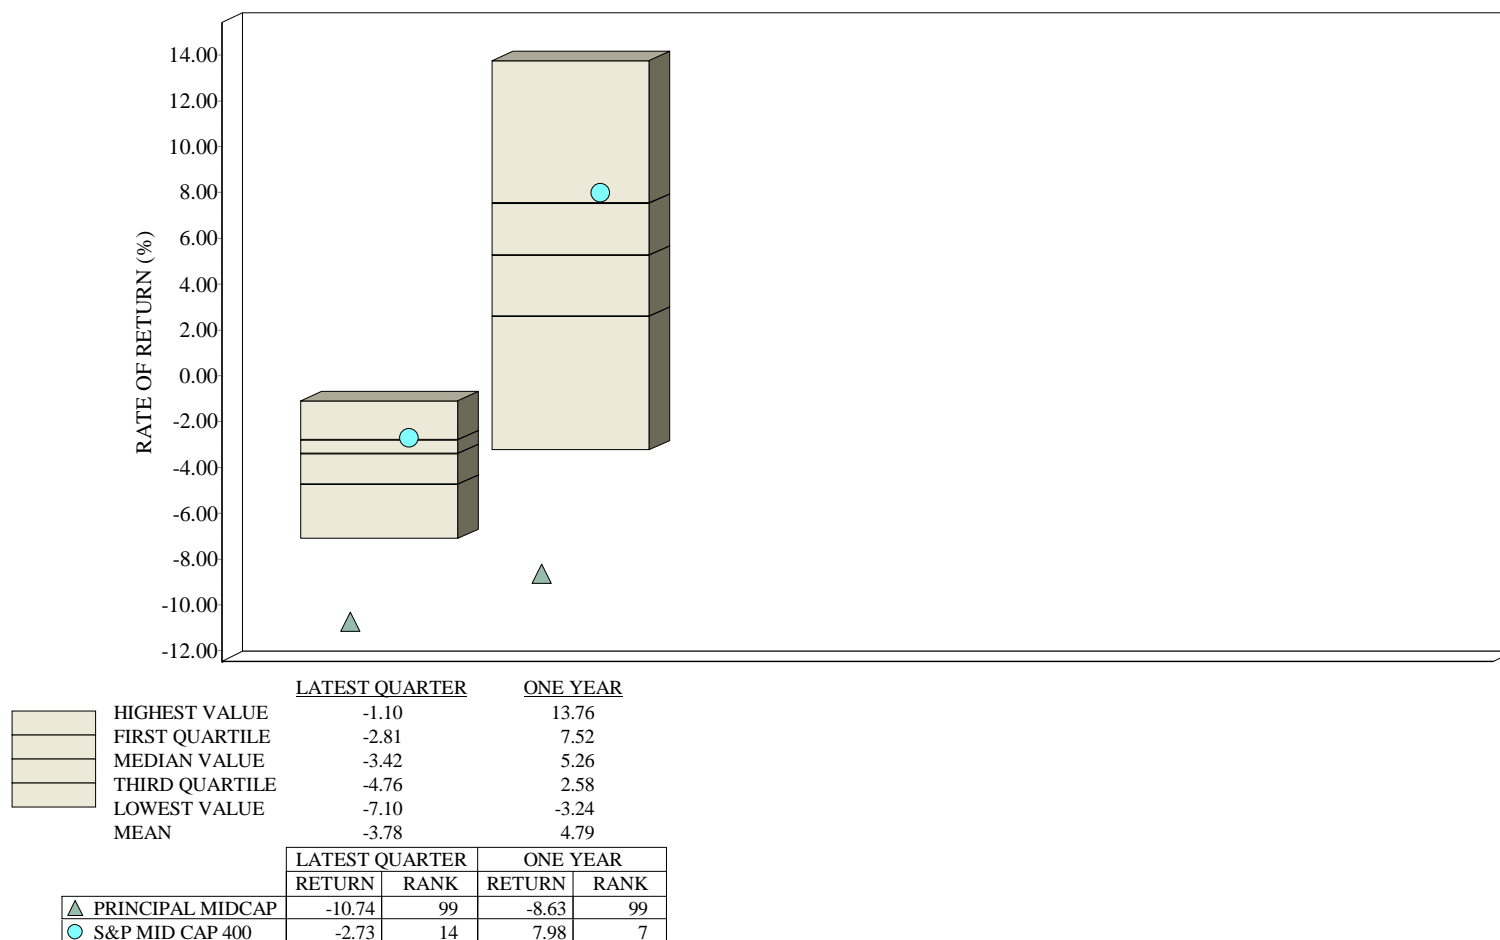 14.00
12.00
10.00
8.00
6.00
4.00
2.00
0.00
-2.00
-4.00
-6.00
-8.00
-10.00
-12.00
RATE OF RETURN (%)
LATEST QUARTER ONE YEAR
HIGHEST VALUE -1.10 13.76
FIRST QUARTILE -2.81 7.52
MEDIAN VALUE -3.42 5.26
THIRD QUARTILE -4.76 2.58
LOWEST VALUE -7.10 -3.24
MEAN -3.78 4.79
LATEST QUARTER ONE YEAR
RETURN RANK RETURN RANK
PRINCIPAL MIDCAP -10.74 99 -8.63 99
S&P MID CAP 400 -2.73 14 7.98 7